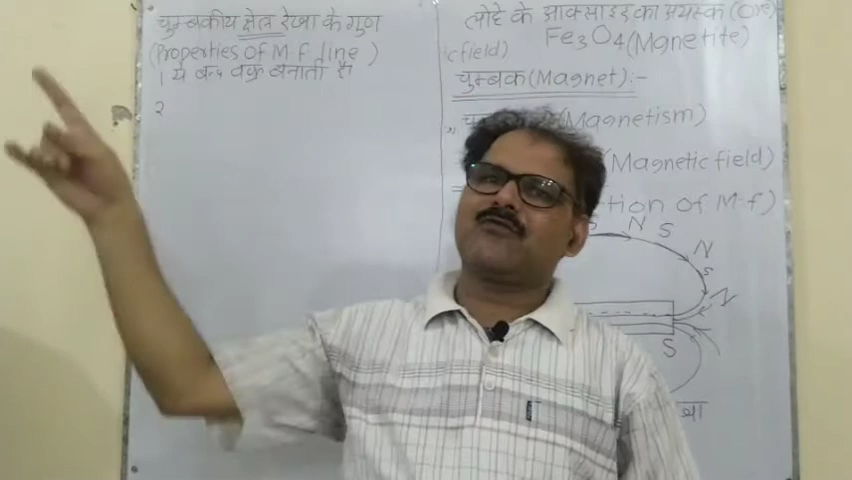 चुम्बकीय क्षेत्र रेखा के गुण
(Properties of M.F. line)
1 ये बन्द वक्र बनाती है।
2
लोहे के आक्साइड का अयस्क (Ore)
Fe3O4 (Magnetite)
ic field)
चुम्बक (Magnet):-
(Magnetism)
(Magnetic field)
tion of M.f)
S N S
N
S
N
S